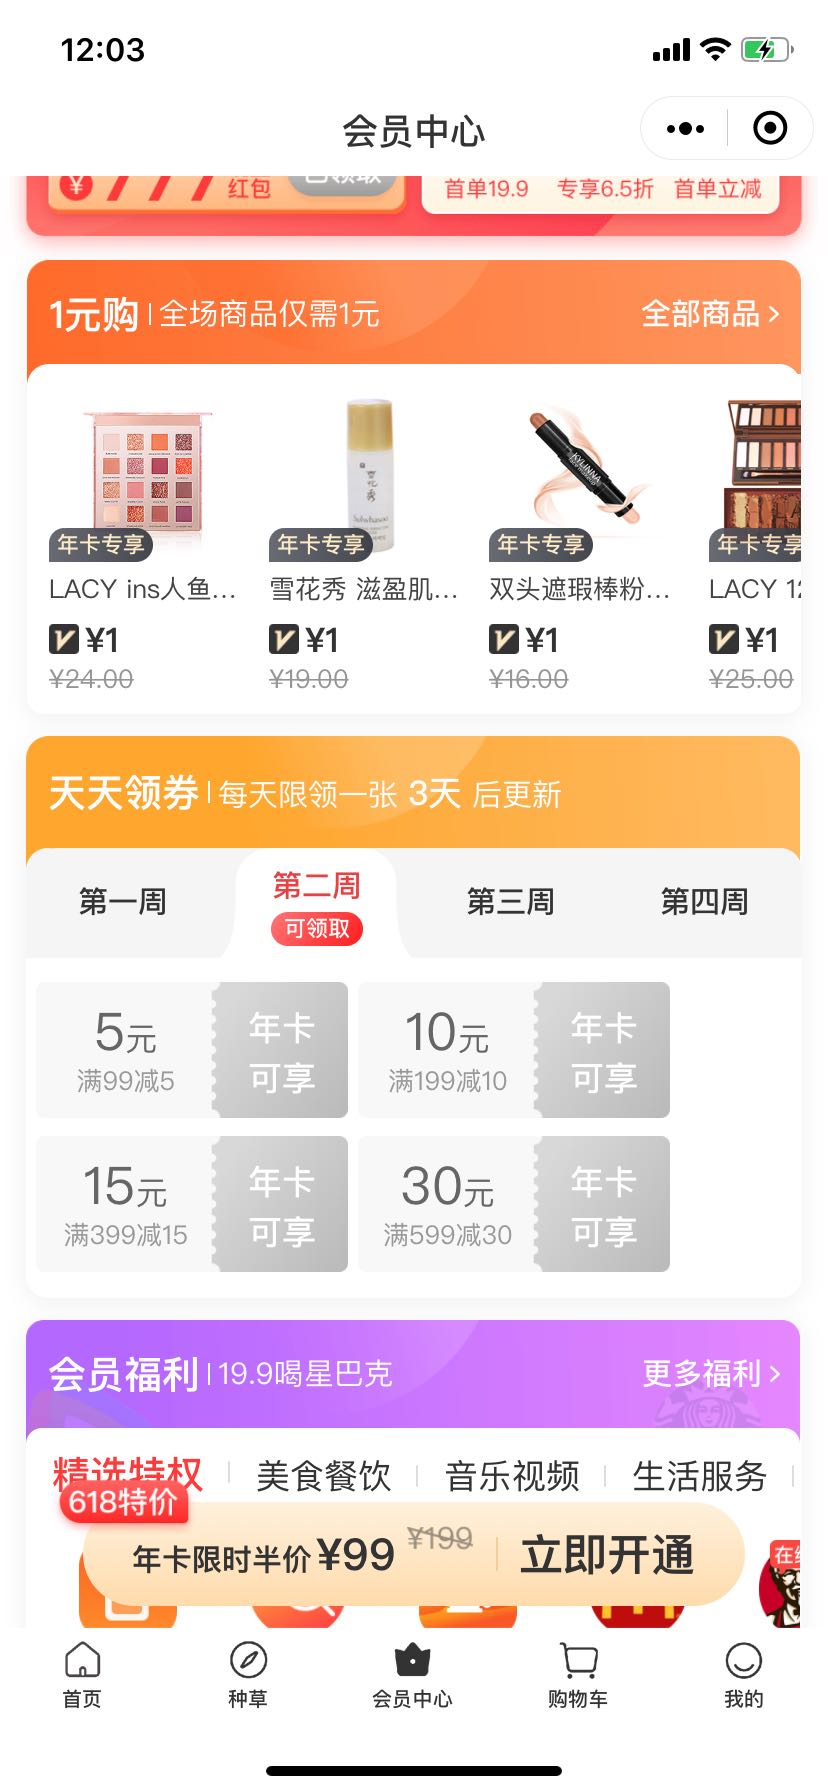 12:03
会员中心
¥ 777 红包 已领取
首单19.9 专享6.5折 首单立减
1元购 全场商品仅需1元 全部商品 >
年卡专享 年卡专享 年卡专享 年卡专享
LACY ins人鱼... 雪花秀 滋盈肌... 双头遮瑕棒粉... LACY 12
¥1 ¥1 ¥1 ¥1
¥24.00 ¥19.00 ¥16.00 ¥25.00
天天领券 每天限领一张 3天 后更新
第一周 第二周 第三周 第四周
可领取
5元 年卡 10元 年卡
满99减5 可享 满199减10 可享
15元 年卡 30元 年卡
满399减15 可享 满599减30 可享
会员福利 19.9喝星巴克 更多福利 >
精选特权 美食餐饮 音乐视频 生活服务
618特价
年卡限时半价 ¥99 ¥199 立即开通
首页 种草 会员中心 购物车 我的